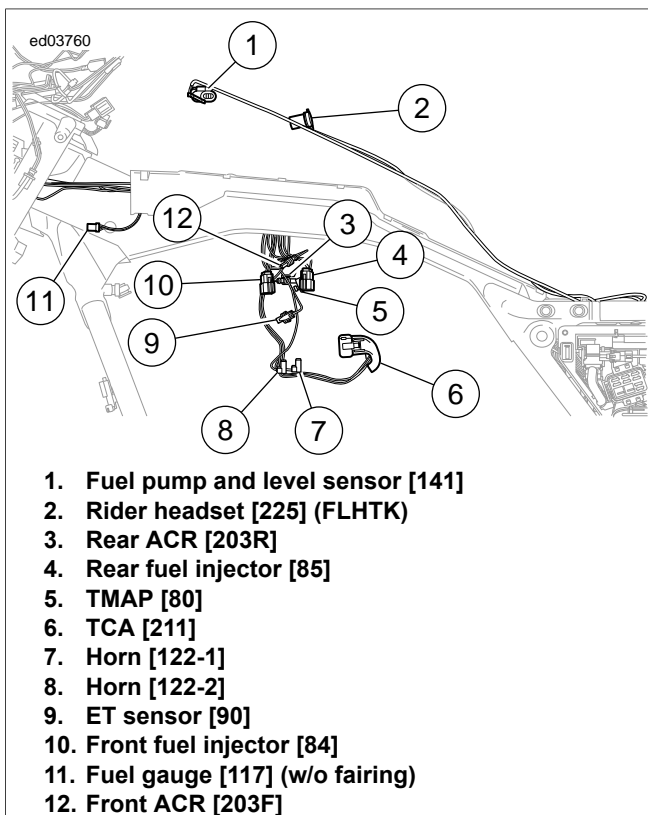 ed03760
1
2
12
3
4
11
10
5
9
6
8
7
1. Fuel pump and level sensor [141]
2. Rider headset [225] (FLHTK)
3. Rear ACR [203R]
4. Rear fuel injector [85]
5. TMAP [80]
6. TCA [211]
7. Horn [122-1]
8. Horn [122-2]
9. ET sensor [90]
10. Front fuel injector [84]
11. Fuel gauge [117] (w/o fairing)
12. Front ACR [203F]